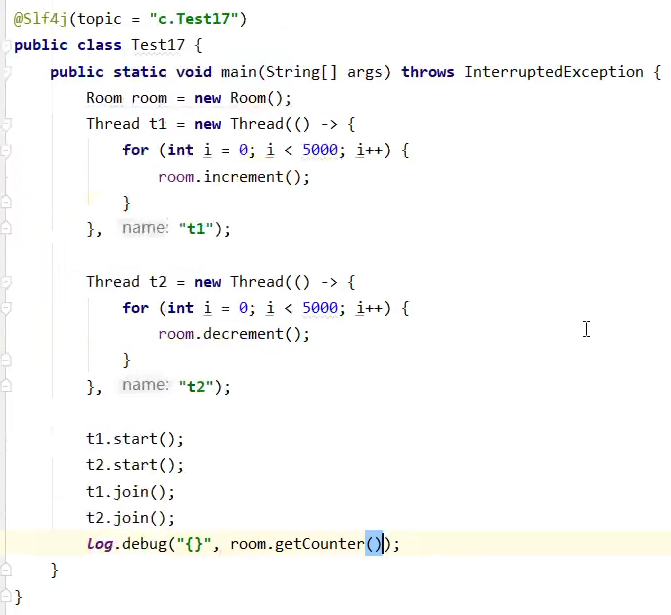 @Slf4j(topic = "c.Test17")
public class Test17 {
    public static void main(String[] args) throws InterruptedException {
        Room room = new Room();
        Thread t1 = new Thread(() -> {
            for (int i = 0; i < 5000; i++) {
                room.increment();
            }
        }, name: "t1");

        Thread t2 = new Thread(() -> {
            for (int i = 0; i < 5000; i++) {
                room.decrement();
            }
        }, name: "t2");

        t1.start();
        t2.start();
        t1.join();
        t2.join();
        log.debug("{}", room.getCounter());
    }
}